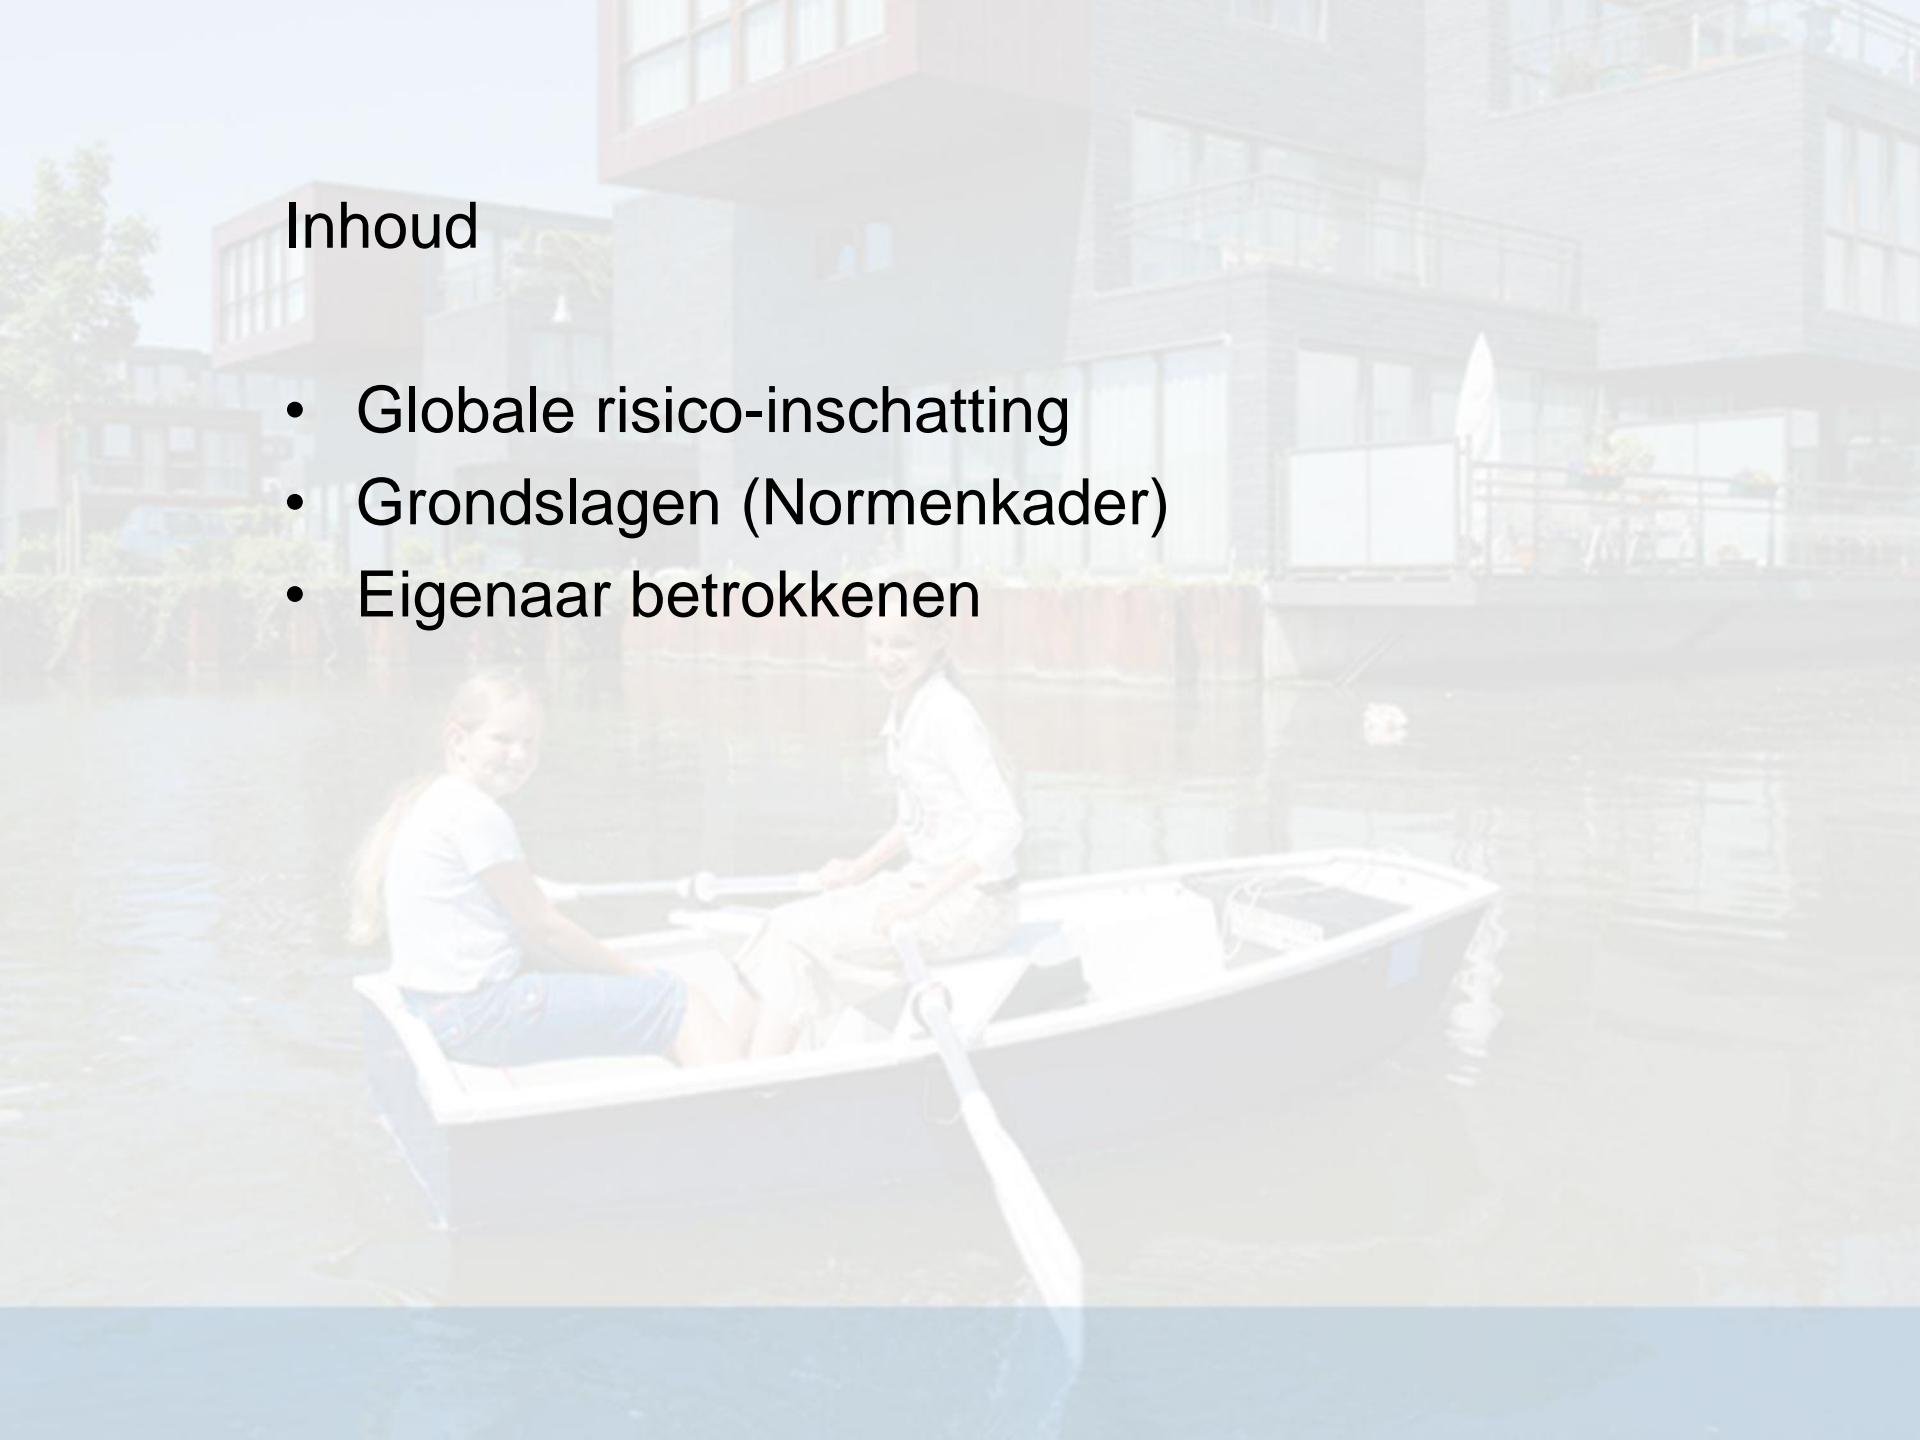 Inhoud
• Globale risico-inschatting
• Grondslagen (Normenkader)
• Eigenaar betrokkenen